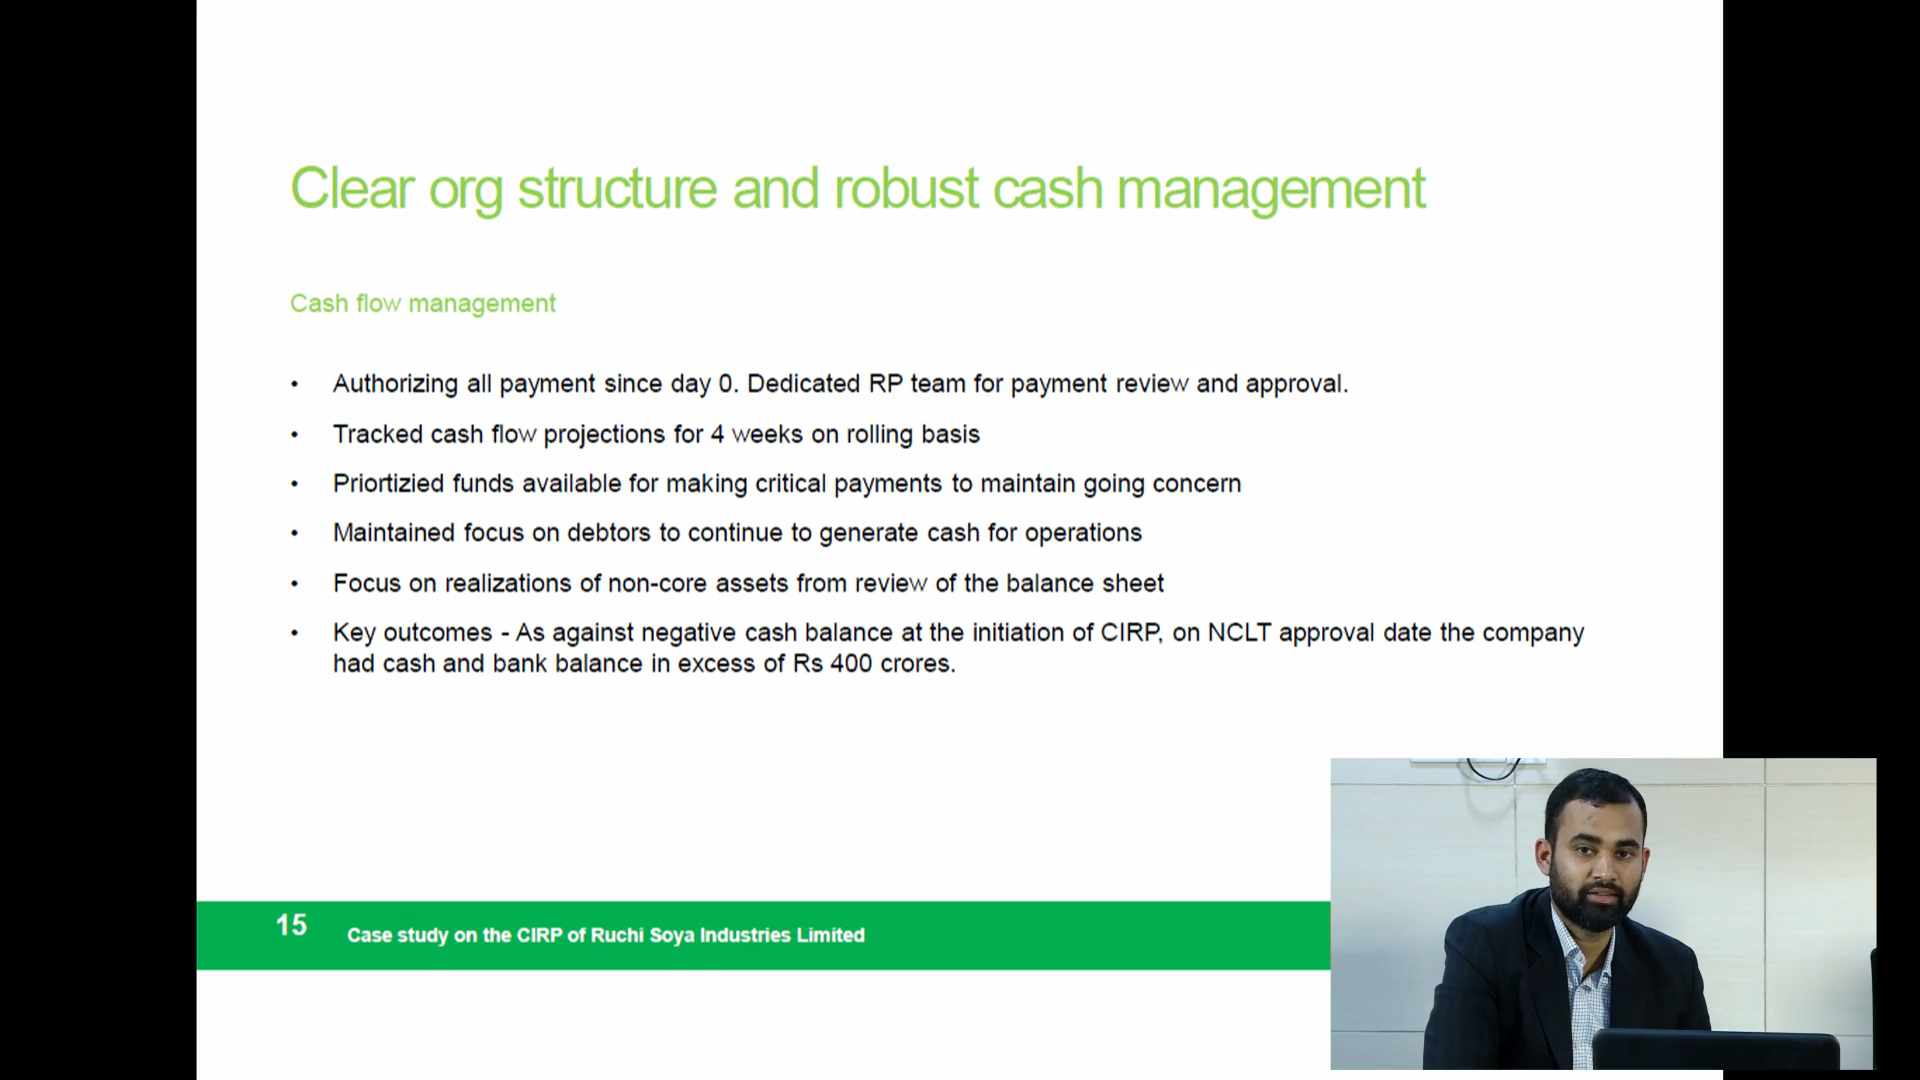 Clear org structure and robust cash management
Cash flow management
• Authorizing all payment since day 0. Dedicated RP team for payment review and approval.
• Tracked cash flow projections for 4 weeks on rolling basis
• Priortizied funds available for making critical payments to maintain going concern
• Maintained focus on debtors to continue to generate cash for operations
• Focus on realizations of non-core assets from review of the balance sheet
• Key outcomes - As against negative cash balance at the initiation of CIRP, on NCLT approval date the company
had cash and bank balance in excess of Rs 400 crores.
15 Case study on the CIRP of Ruchi Soya Industries Limited